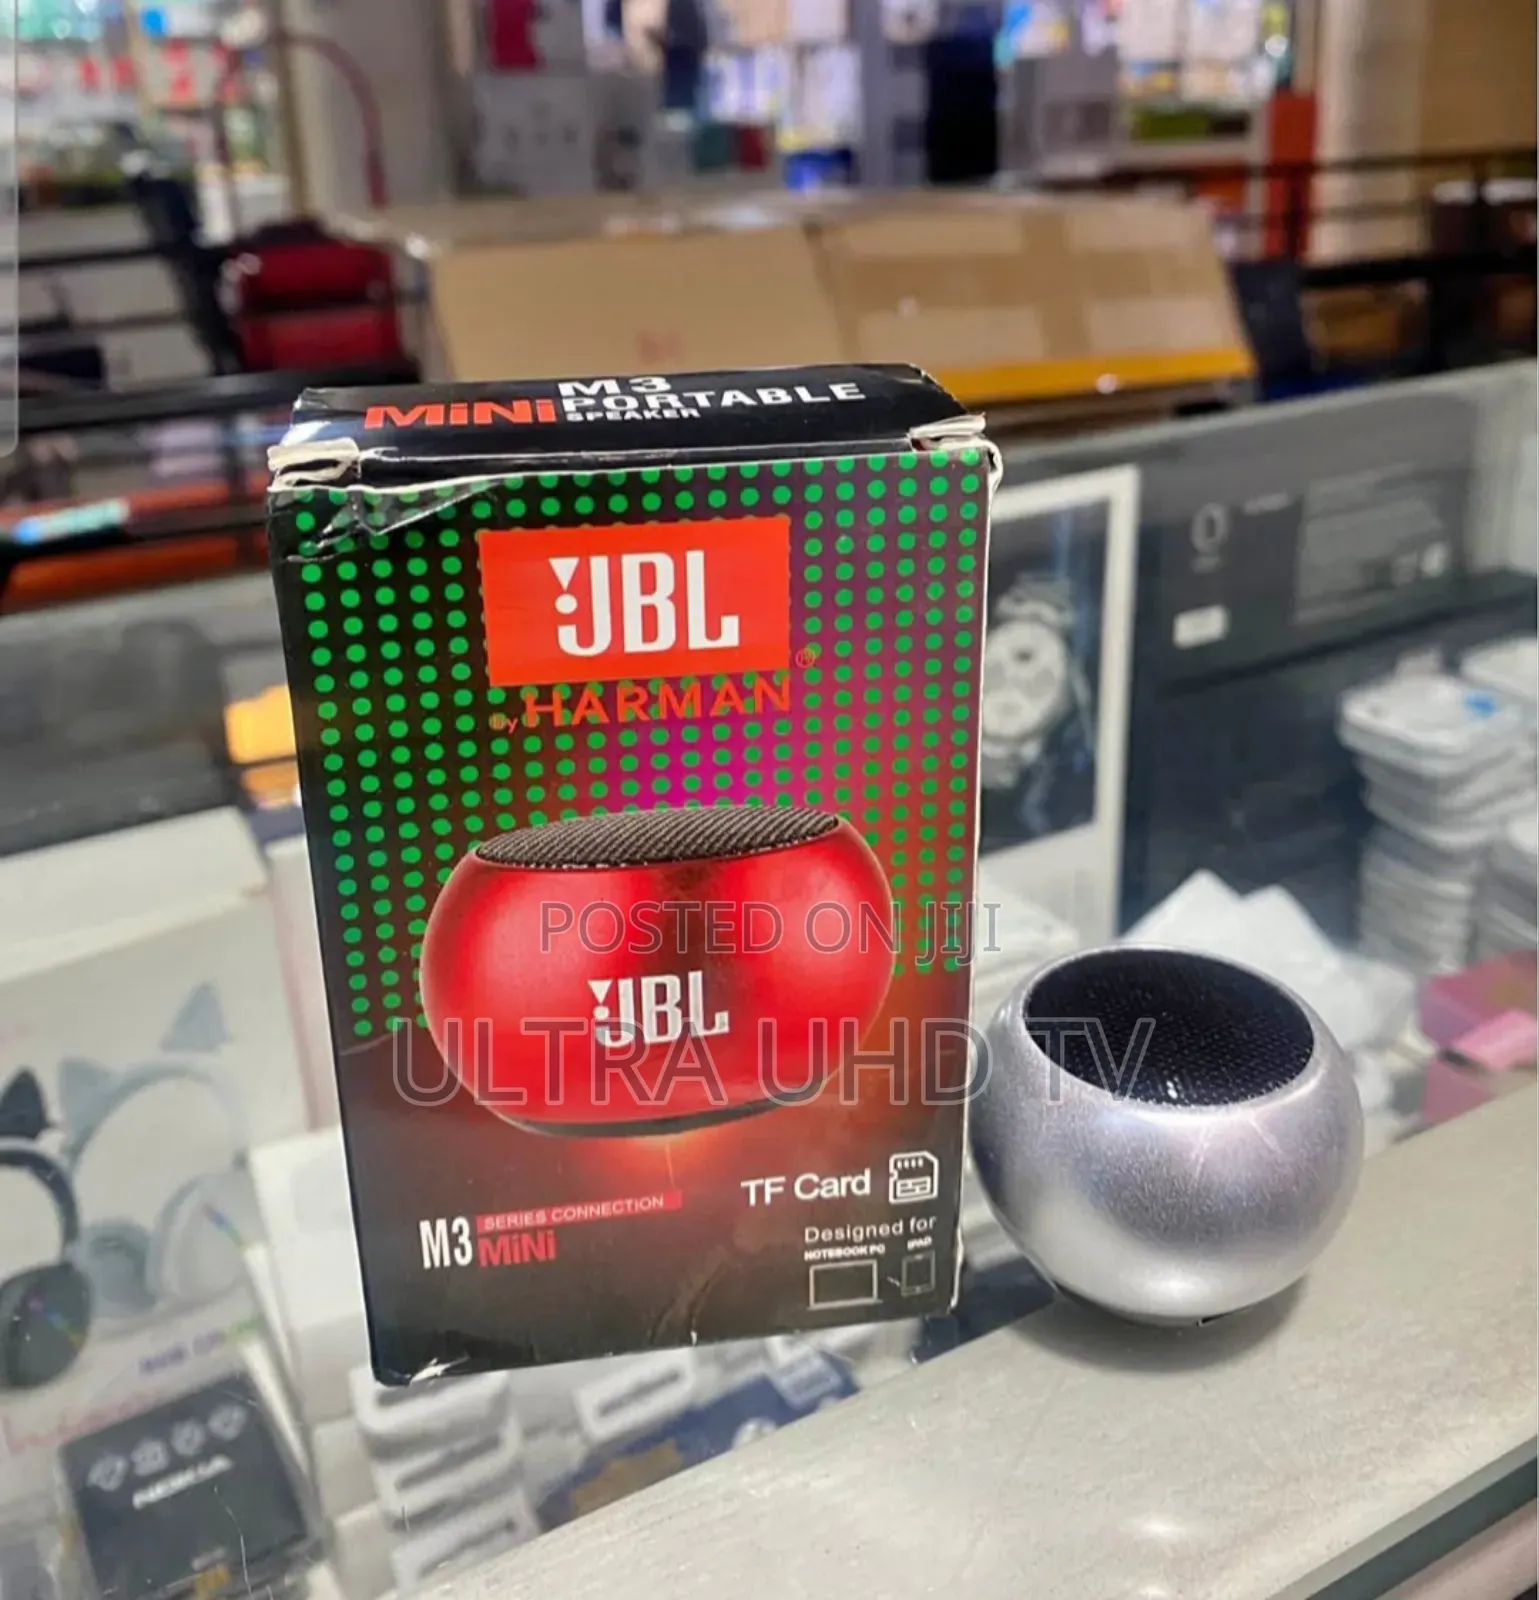 M3
MiNi PORTABLE
SPEAKER
JBL
®
by HARMAN
JBL
POSTED ON JIJI
ULTRA UHD TV
TF Card
M3 SERIES CONNECTION
MiNi
Designed for
NOTEBOOK PC IPAD
NOKIA